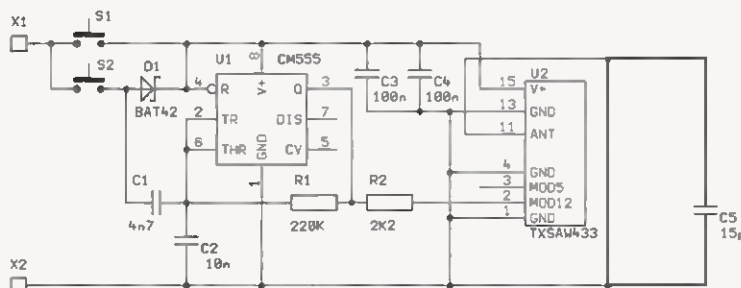 X1
S1
S2
D1
BAT42
U1
CM555
8
4
R
V+
Q
3
2
TR
DIS
7
6
THR
GND
CV
5
1
C1
4n7
C2
10n
R1
220K
R2
2K2
C3
100n
C4
100n
U2
15
V+
13
GND
11
ANT
4
GND
3
MOD5
2
MOD12
1
GND
TXSAW433
C5
X2